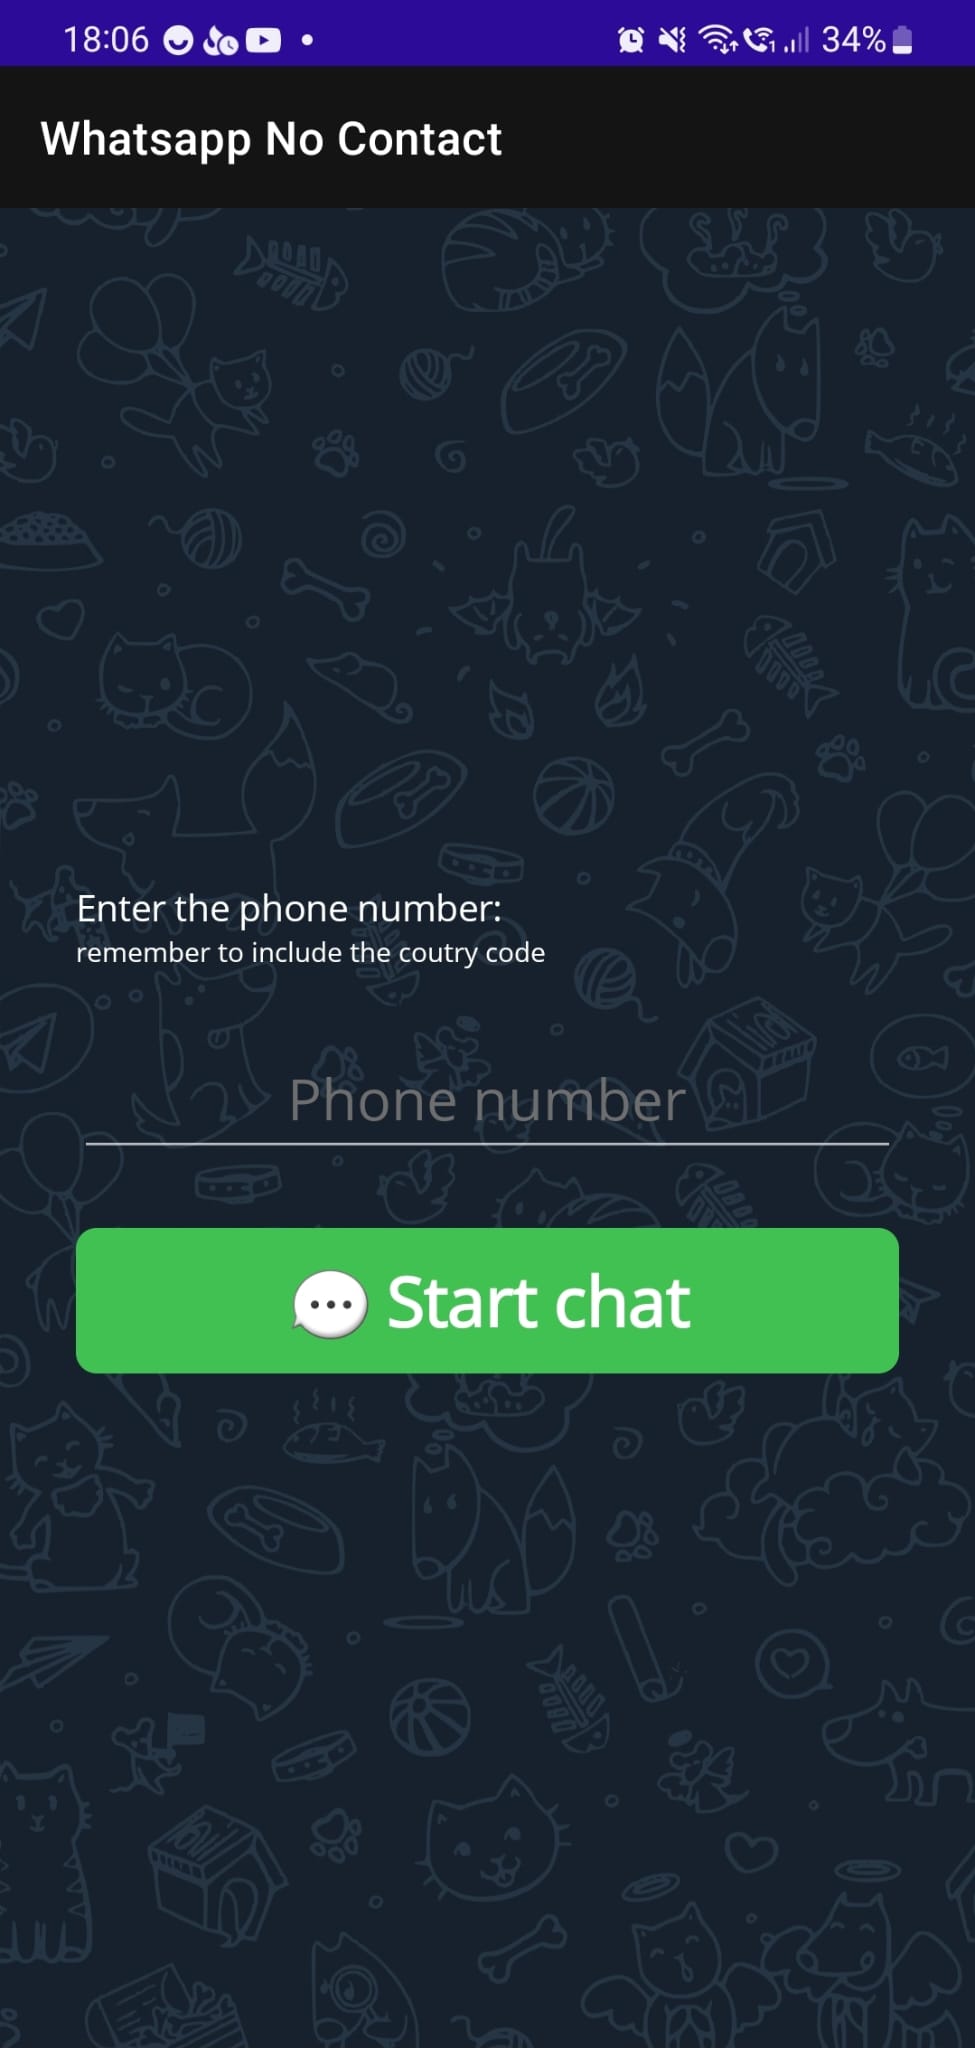 18:06 34%
Whatsapp No Contact
Enter the phone number:
remember to include the coutry code
Phone number
Start chat